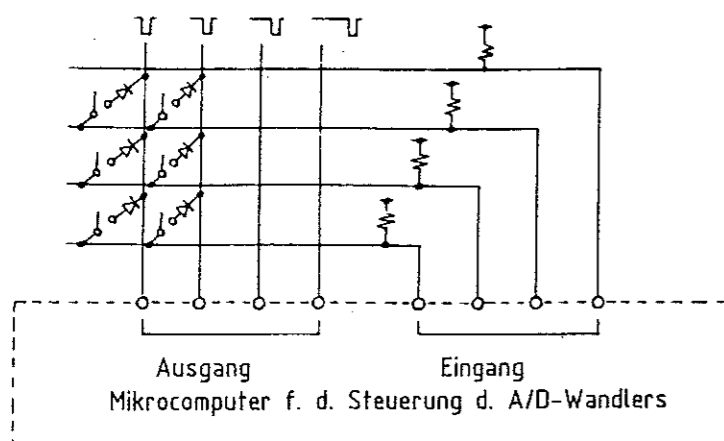 Ausgang Eingang
Mikrocomputer f. d. Steuerung d. A/D-Wandlers